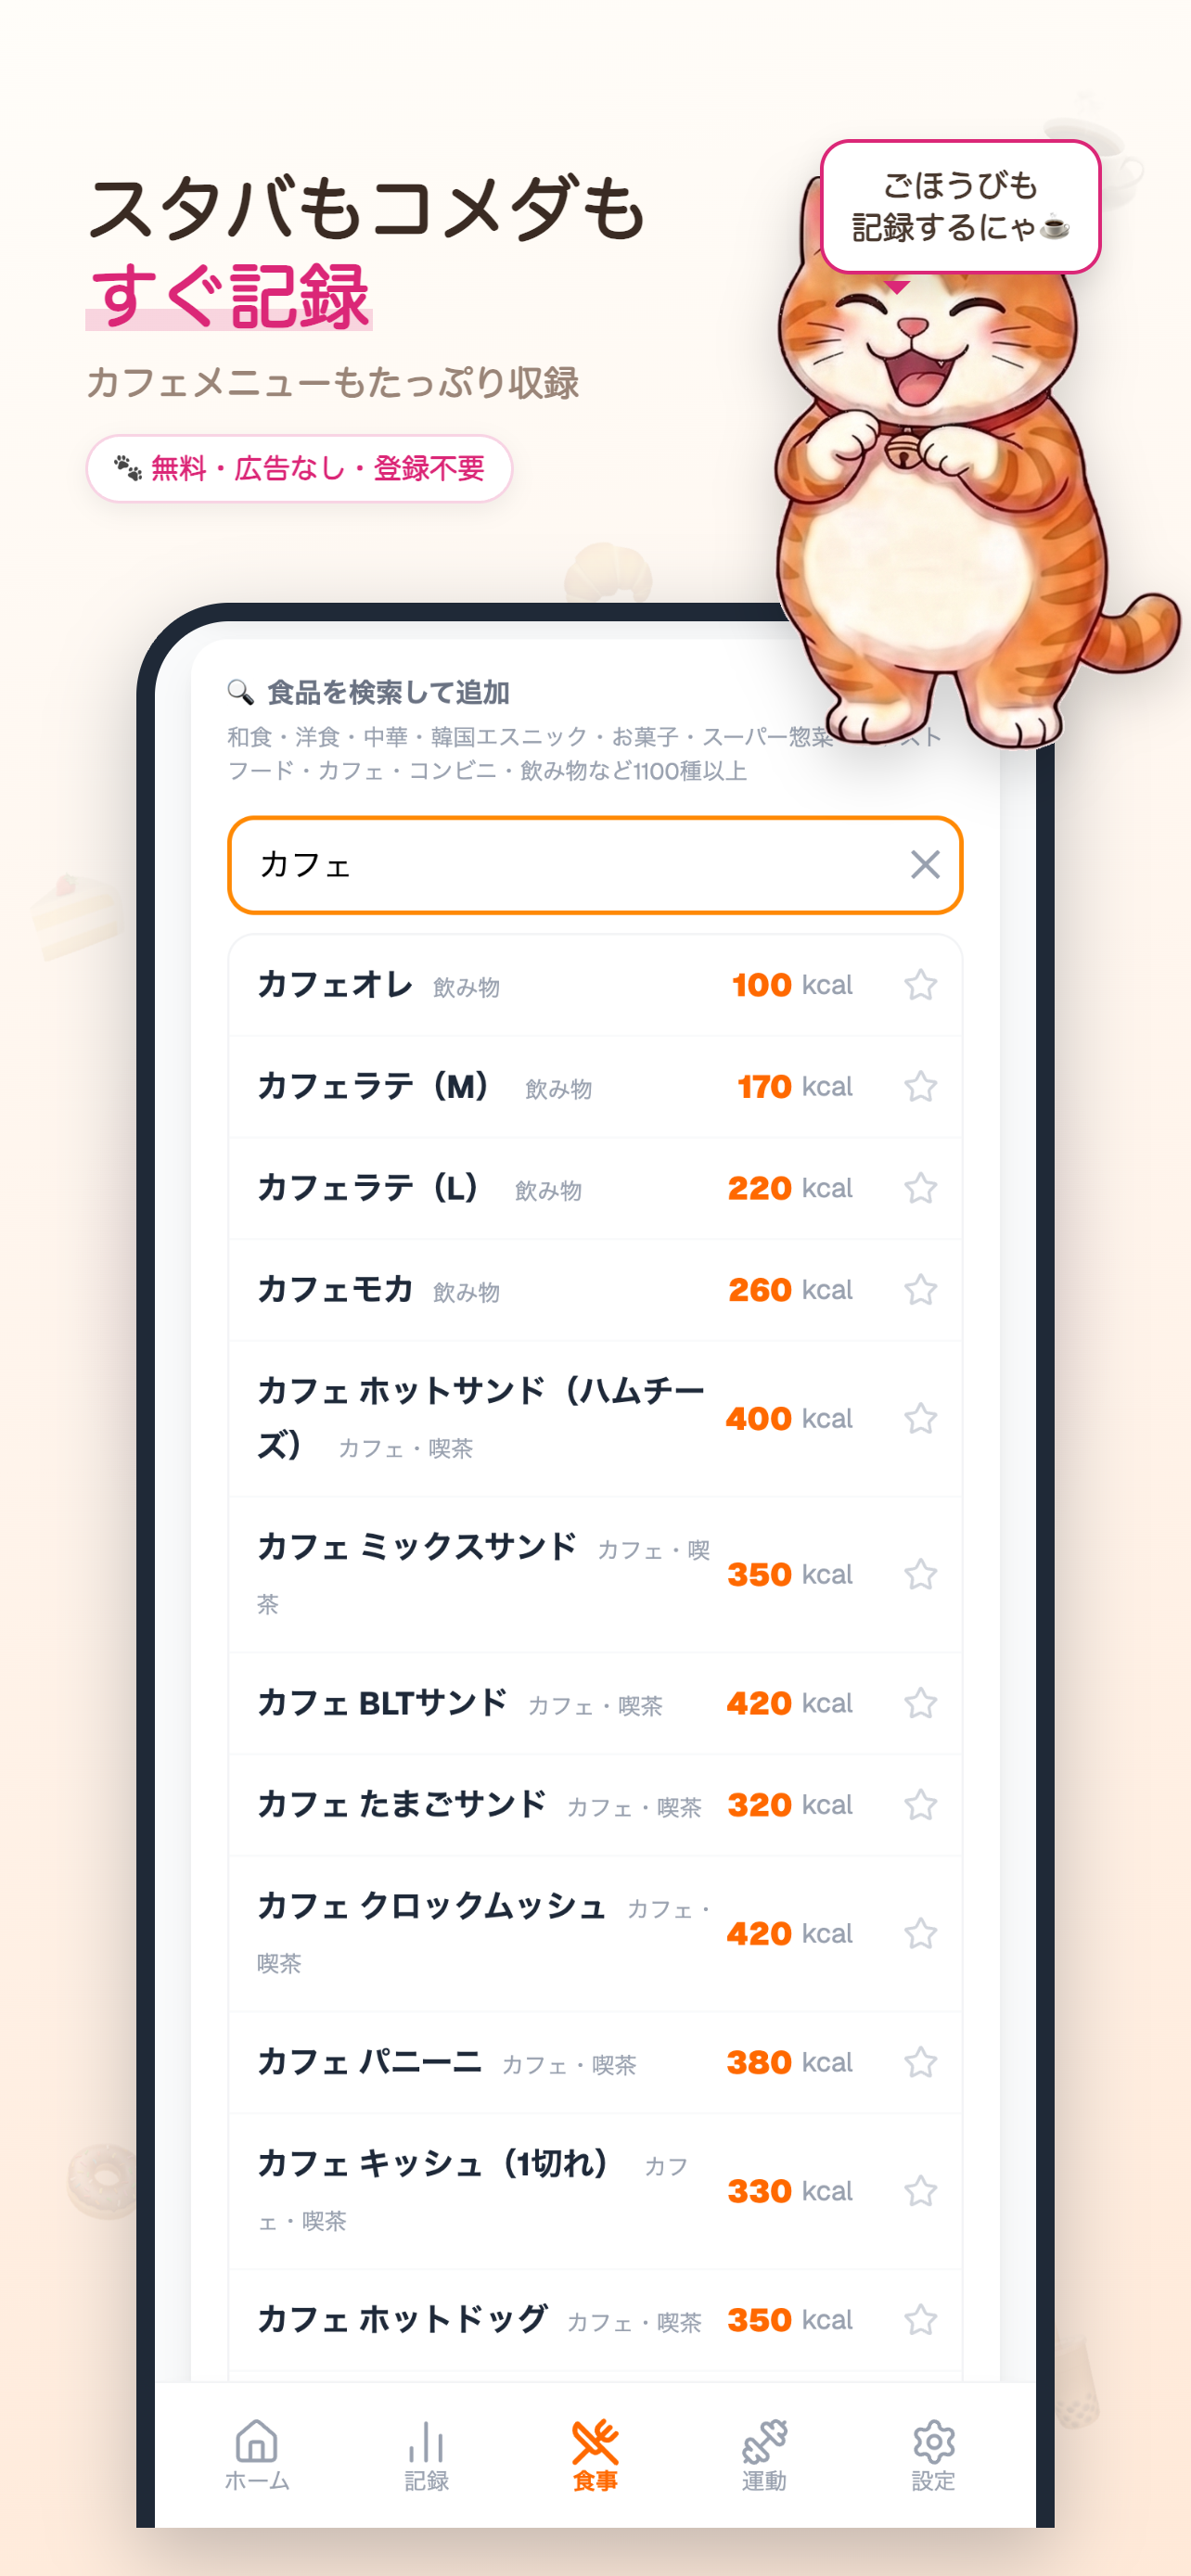 スタバもコメダも
すぐ記録
カフェメニューもたっぷり収録
無料・広告なし・登録不要
ごほうびも
記録するにゃ
食品を検索して追加
和食・洋食・中華・韓国エスニック・お菓子・スーパー惣菜
スト
フード・カフェ・コンビニ・飲み物など1100種以上
カフェ
カフェオレ 飲み物 100 kcal
カフェラテ（M） 飲み物 170 kcal
カフェラテ（L） 飲み物 220 kcal
カフェモカ 飲み物 260 kcal
カフェ ホットサンド（ハムチー
ズ） カフェ・喫茶 400 kcal
カフェ ミックスサンド カフェ・喫
茶 350 kcal
カフェ BLTサンド カフェ・喫茶 420 kcal
カフェ たまごサンド カフェ・喫茶 320 kcal
カフェ クロックムッシュ カフェ・
喫茶 420 kcal
カフェ パニーニ カフェ・喫茶 380 kcal
カフェ キッシュ（1切れ） カフ
ェ・喫茶 330 kcal
カフェ ホットドッグ カフェ・喫茶 350 kcal
ホーム 記録 食事 運動 設定